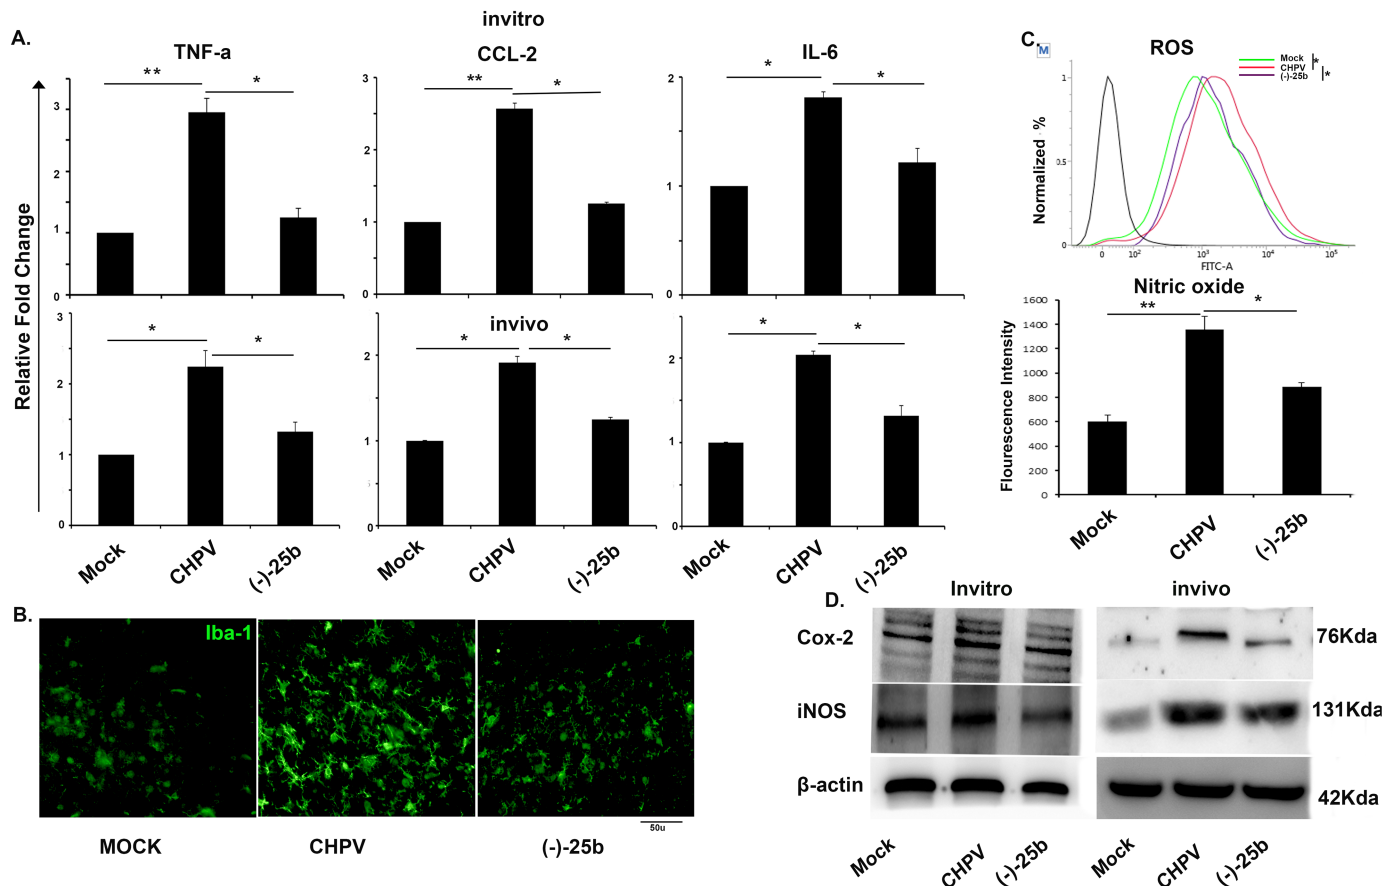 invitro
A.
TNF-a
CCL-2
IL-6
**
*
**
*
*
*
3
2
1
0
3
2
1
0
2
1
0
Relative Fold Change
invivo
*
*
*
*
*
*
3
2
1
0
2
1
0
2
1
0
Mock
CHPV
(-)-25b
Mock
CHPV
(-)-25b
Mock
CHPV
(-)-25b
C.
M
ROS
Mock
CHPV
(-)-25b
*
*
Normalized %
1
0.5
0
0
10²
10³
10⁴
10⁵
FITC-A
Nitric oxide
**
*
Flourescence Intensity
1600
1400
1200
1000
800
600
400
200
0
Mock
CHPV
(-)-25b
B.
Iba-1
50u
MOCK
CHPV
(-)-25b
D.
Invitro
invivo
Cox-2
76Kda
iNOS
131Kda
β-actin
42Kda
Mock
CHPV
(-)-25b
Mock
CHPV
(-)-25b